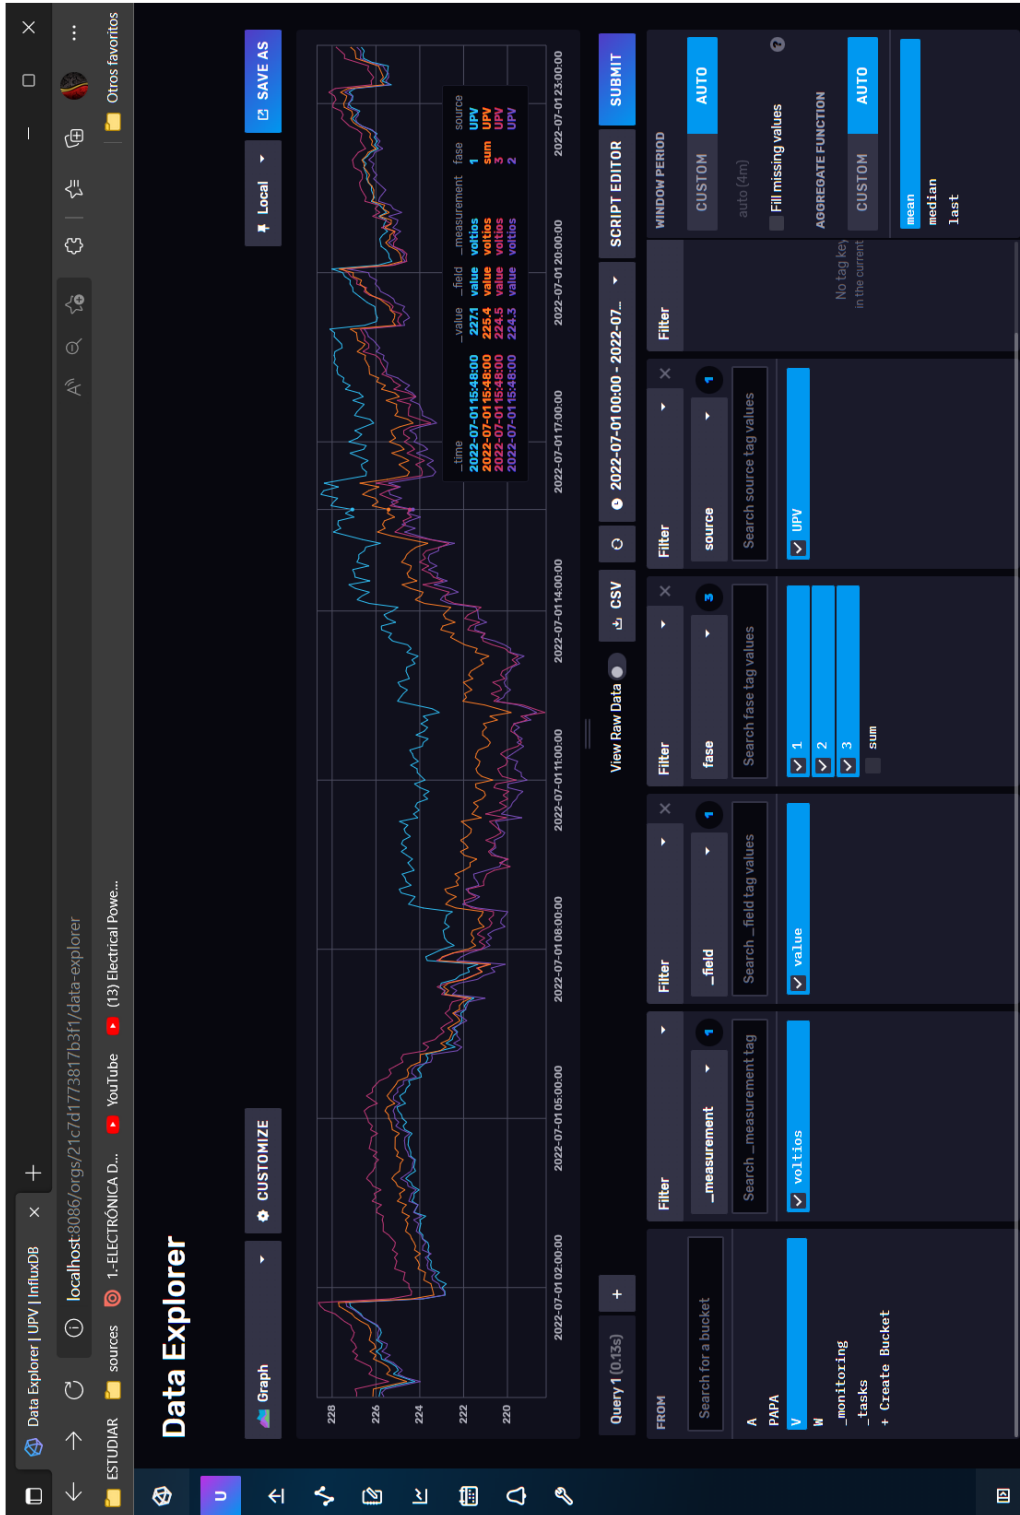 Data Explorer | UPV | InfluxDB
localhost:8086/orgs/21c7d1773817b3f1/data-explorer
ESTUDIAR
sources
1.-ELECTRÓNICA D...
YouTube
(13) Electrical Powe...
Otros favoritos
U
Data Explorer
Graph
CUSTOMIZE
Local
SAVE AS
228
226
224
222
220
2022-07-01 02:00:00
2022-07-01 05:00:00
2022-07-01 08:00:00
2022-07-01 11:00:00
2022-07-01 14:00:00
2022-07-01 17:00:00
2022-07-01 20:00:00
2022-07-01 23:00:00
_time _value _field _measurement fase source
2022-07-01 15:48:00 227.1 value voltios 1 UPV
2022-07-01 15:48:00 225.4 value voltios sum UPV
2022-07-01 15:48:00 224.5 value voltios 3 UPV
2022-07-01 15:48:00 224.3 value voltios 2 UPV
Query 1 (0.13s)
+
View Raw Data
CSV
2022-07-01 00:00 - 2022-07...
SCRIPT EDITOR
SUBMIT
FROM
Search for a bucket
A
PAPA
V
W
_monitoring
_tasks
+ Create Bucket
Filter
_measurement
1
Search _measurement tag
voltios
Filter
_field
1
Search _field tag values
value
Filter
fase
3
Search fase tag values
1
2
3
sum
Filter
source
1
Search source tag values
UPV
Filter
No tag key
in the current
WINDOW PERIOD
CUSTOM
AUTO
auto (4m)
Fill missing values
?
AGGREGATE FUNCTION
CUSTOM
AUTO
mean
median
last